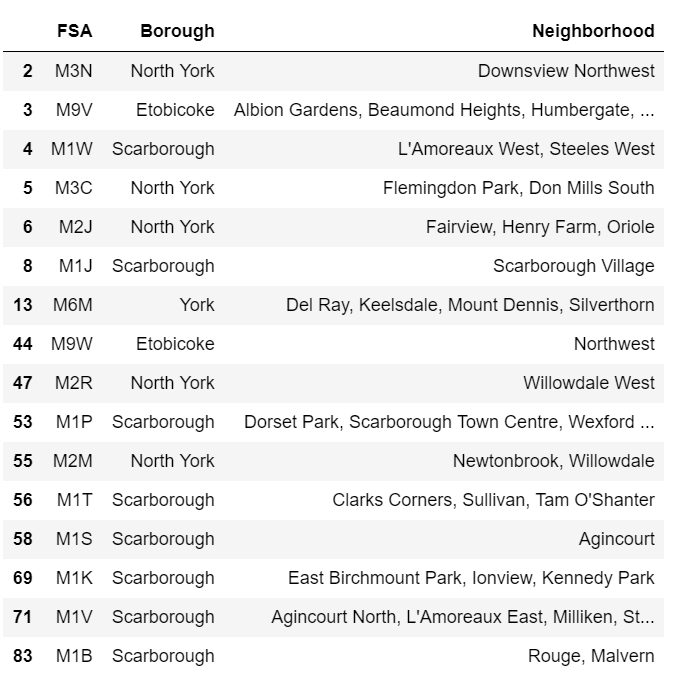 FSA Borough Neighborhood
2 M3N North York Downsview Northwest
3 M9V Etobicoke Albion Gardens, Beaumond Heights, Humbergate, ...
4 M1W Scarborough L'Amoreaux West, Steeles West
5 M3C North York Flemingdon Park, Don Mills South
6 M2J North York Fairview, Henry Farm, Oriole
8 M1J Scarborough Scarborough Village
13 M6M York Del Ray, Keelsdale, Mount Dennis, Silverthorn
44 M9W Etobicoke Northwest
47 M2R North York Willowdale West
53 M1P Scarborough Dorset Park, Scarborough Town Centre, Wexford ...
55 M2M North York Newtonbrook, Willowdale
56 M1T Scarborough Clarks Corners, Sullivan, Tam O'Shanter
58 M1S Scarborough Agincourt
69 M1K Scarborough East Birchmount Park, Ionview, Kennedy Park
71 M1V Scarborough Agincourt North, L'Amoreaux East, Milliken, St...
83 M1B Scarborough Rouge, Malvern